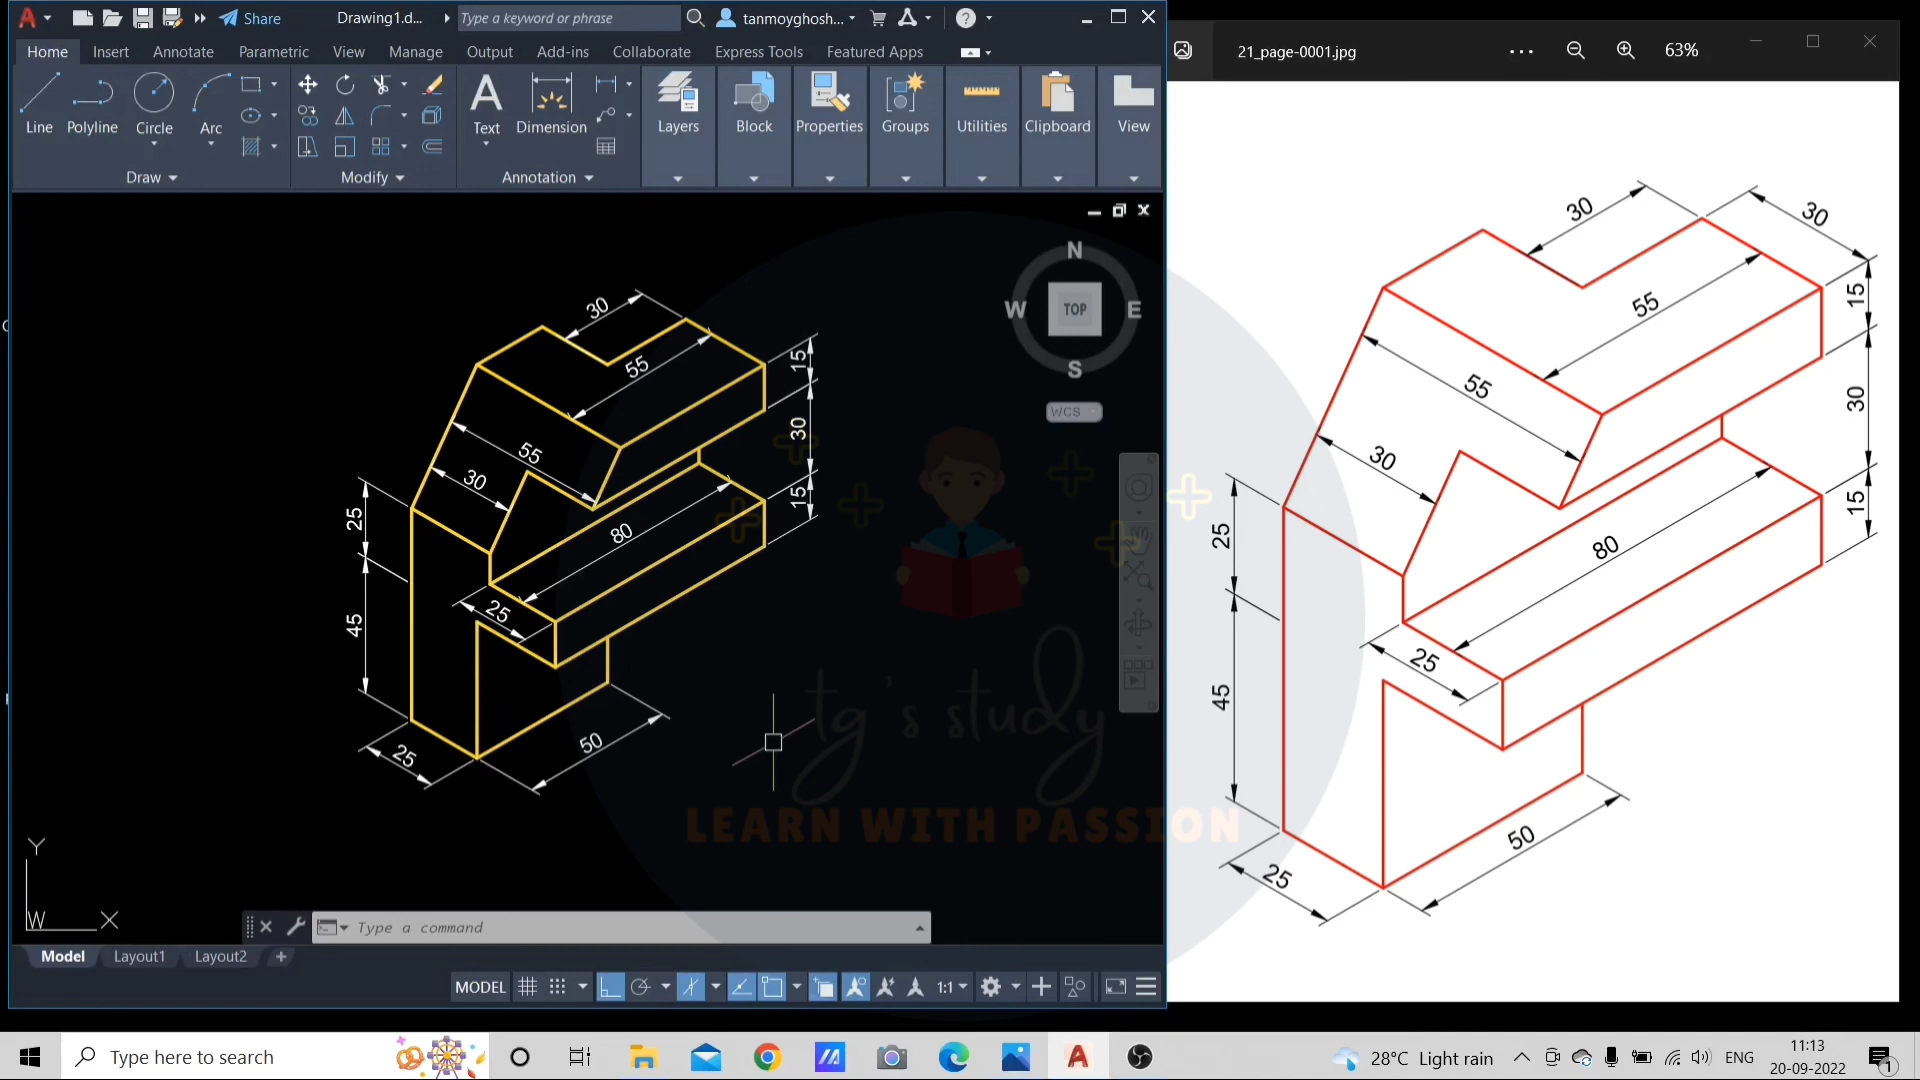 Share
Drawing1.d...
Type a keyword or phrase
tanmoyghosh...
Home Insert Annotate Parametric View Manage Output Add-ins Collaborate Express Tools Featured Apps
Line Polyline Circle Arc
Text Dimension
Layers Block Properties Groups Utilities Clipboard View
Draw Modify Annotation
21_page-0001.jpg
63%
N
W TOP E
S
WCS
30
55
15
30
15
55
30
80
25
45
25
25
50
30
30
55
15
30
15
55
30
80
25
45
25
25
50
tg's study
LEARN WITH PASSION
Y
W X
Type a command
Model Layout1 Layout2
MODEL 1:1
Type here to search
28°C Light rain
ENG
11:13
20-09-2022
1